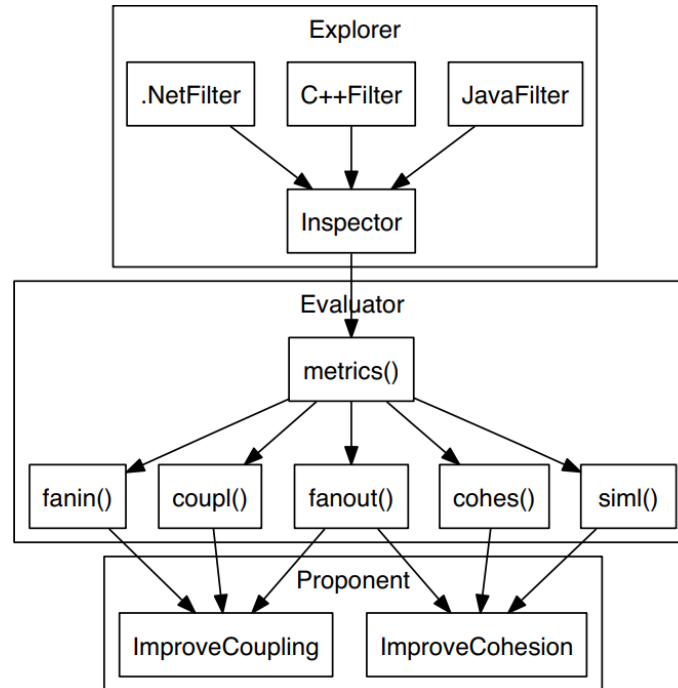 Explorer
.NetFilter
C++Filter
JavaFilter
Inspector
Evaluator
metrics()
fanin()
coupl()
fanout()
cohes()
siml()
Proponent
ImproveCoupling
ImproveCohesion